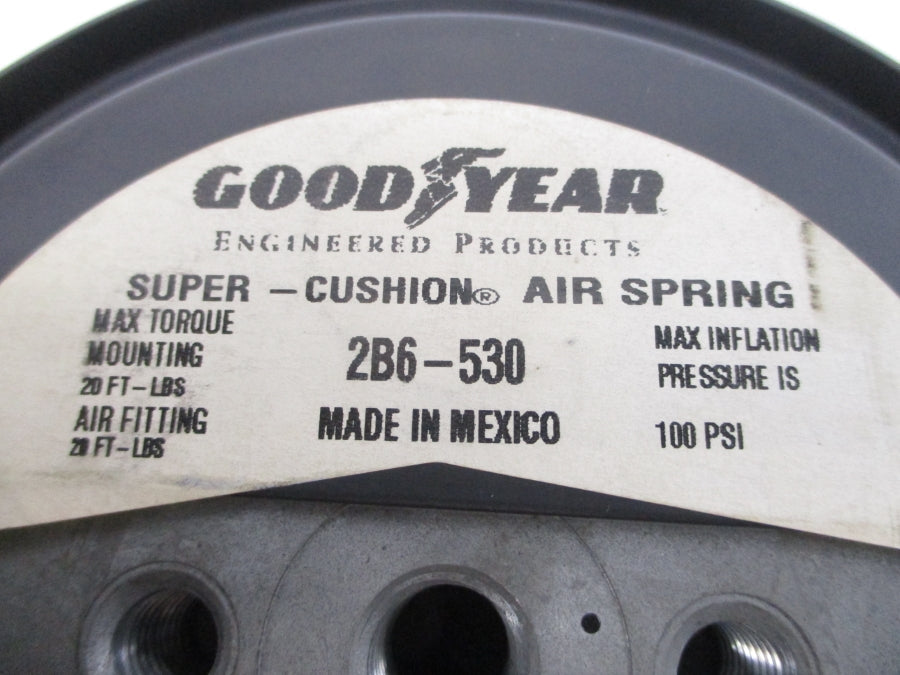 GOODYEAR
ENGINEERED PRODUCTS
SUPER – CUSHION® AIR SPRING
MAX TORQUE
MOUNTING
20 FT–LBS
AIR FITTING
20 FT–LBS
2B6–530
MADE IN MEXICO
MAX INFLATION
PRESSURE IS
100 PSI